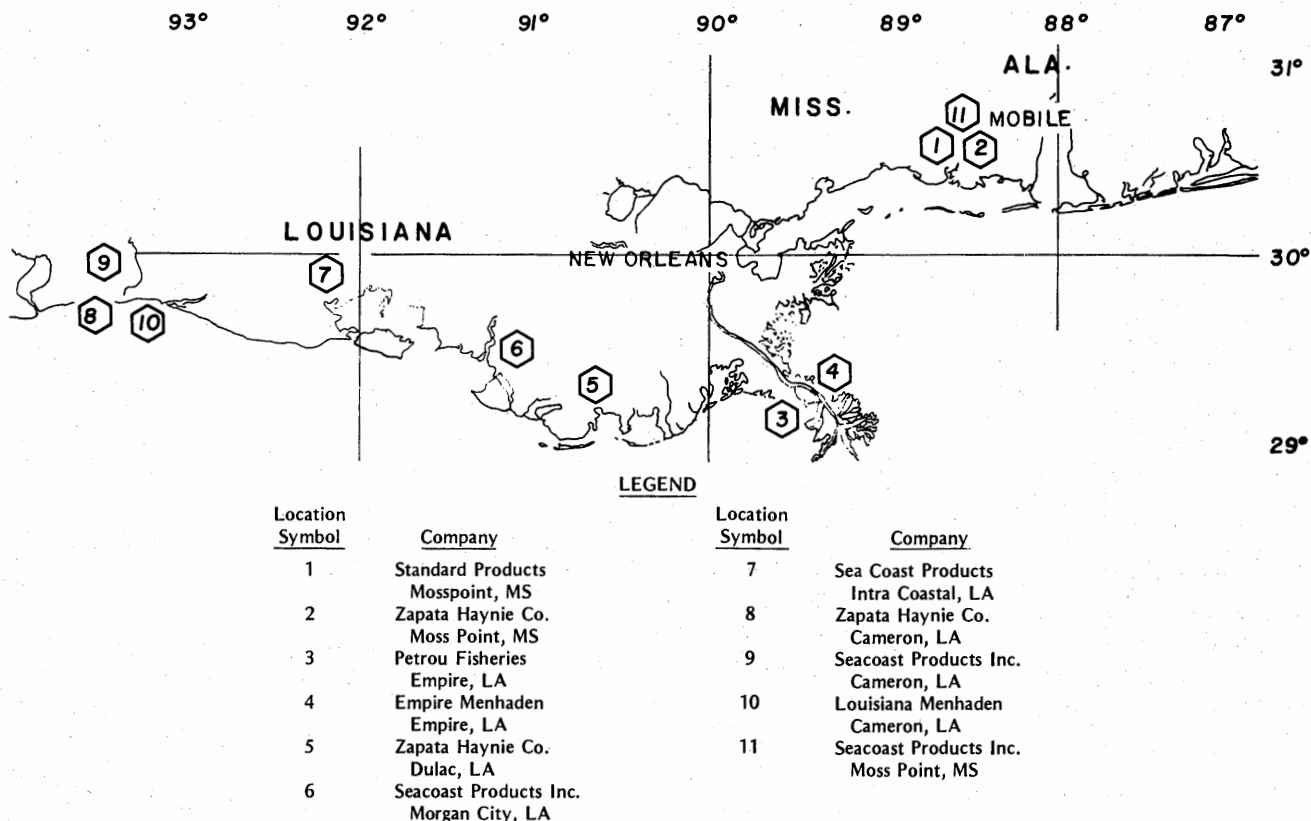 93° 92° 91° 90° 89° 88° 87°
31°
ALA.
MISS.
11
MOBILE
1 2
LOUISIANA
30°
NEW ORLEANS
9
7
8 10
6
5
4
3
29°
LEGEND
Location
Symbol Company
1 Standard Products
Mosspoint, MS
2 Zapata Haynie Co.
Moss Point, MS
3 Petrou Fisheries
Empire, LA
4 Empire Menhaden
Empire, LA
5 Zapata Haynie Co.
Dulac, LA
6 Seacoast Products Inc.
Morgan City, LA
Location
Symbol Company
7 Sea Coast Products
Intra Coastal, LA
8 Zapata Haynie Co.
Cameron, LA
9 Seacoast Products Inc.
Cameron, LA
10 Louisiana Menhaden
Cameron, LA
11 Seacoast Products Inc.
Moss Point, MS